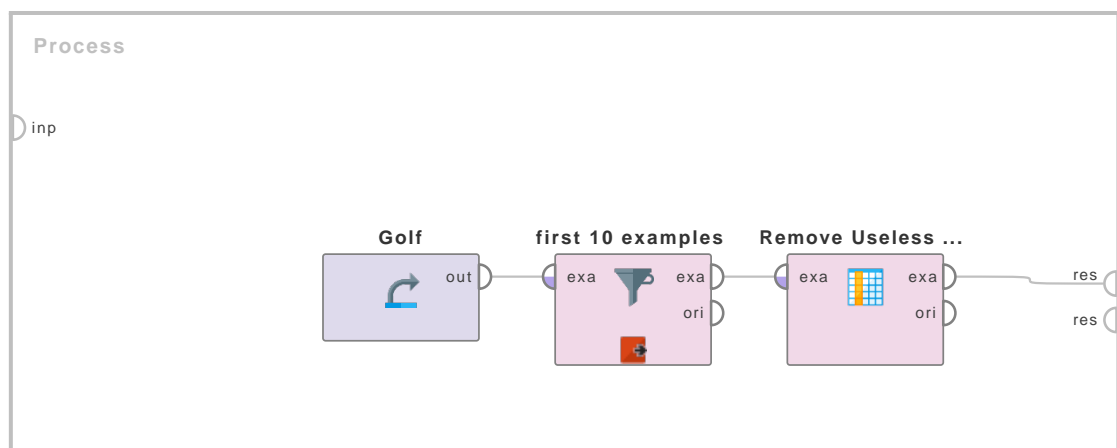 Process
inp
Golf
first 10 examples
Remove Useless ...
out
exa
exa
exa
exa
ori
ori
res
res